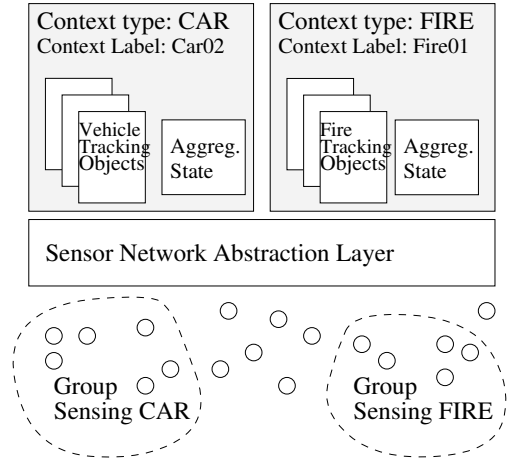 Context type: CAR
Context Label: Car02
Vehicle
Tracking
Objects
Aggreg.
State
Context type: FIRE
Context Label: Fire01
Fire
Tracking
Objects
Aggreg.
State
Sensor Network Abstraction Layer
Group
Sensing CAR
Group
Sensing FIRE